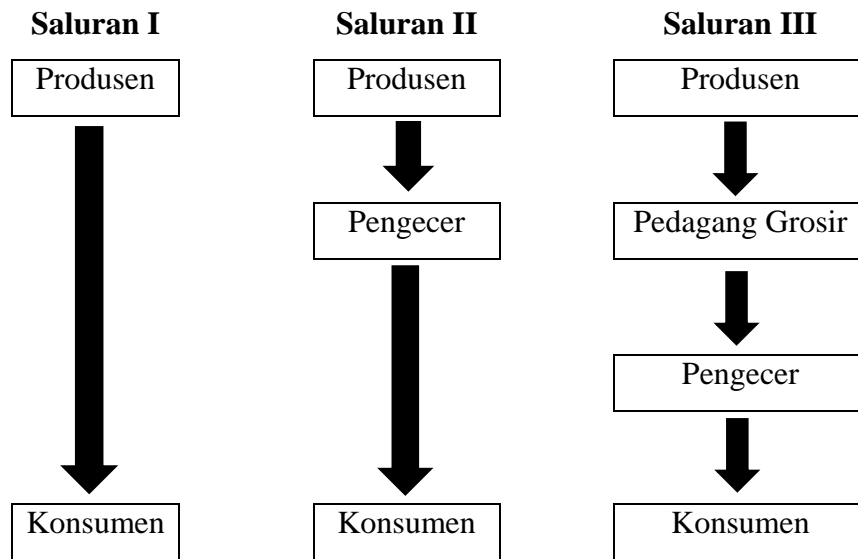 Saluran I
Saluran II
Saluran III
Produsen
Produsen
Produsen
Pengecer
Pedagang Grosir
Pengecer
Konsumen
Konsumen
Konsumen